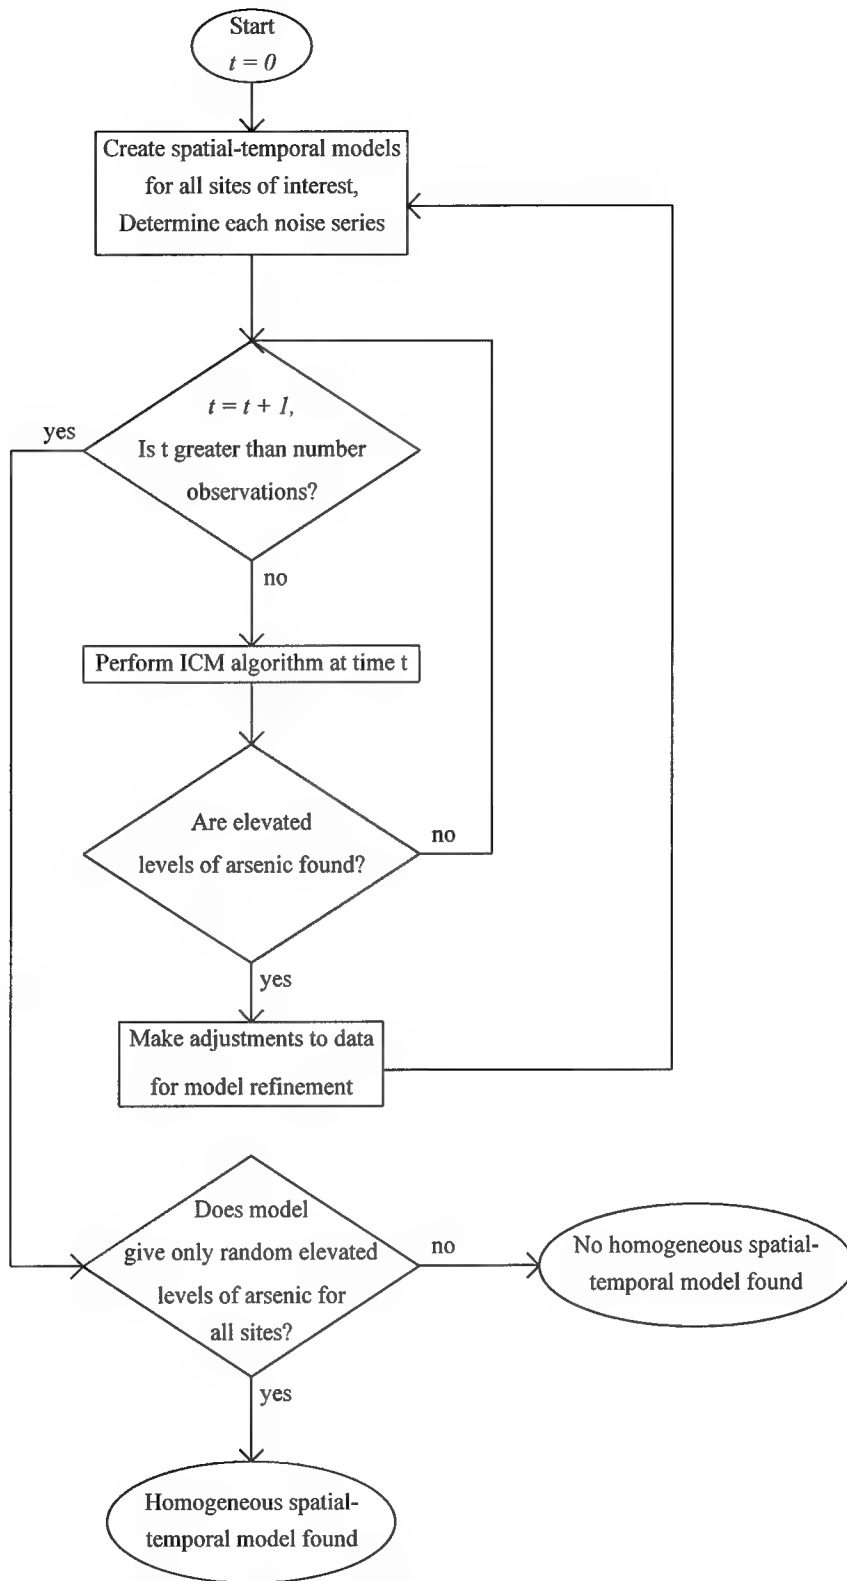 Start
t = 0
Create spatial-temporal models
for all sites of interest,
Determine each noise series
t = t + 1,
Is t greater than number
observations?
yes
no
Perform ICM algorithm at time t
Are elevated
levels of arsenic found?
no
yes
Make adjustments to data
for model refinement
Does model
give only random elevated
levels of arsenic for
all sites?
no
No homogeneous spatial-
temporal model found
yes
Homogeneous spatial-
temporal model found